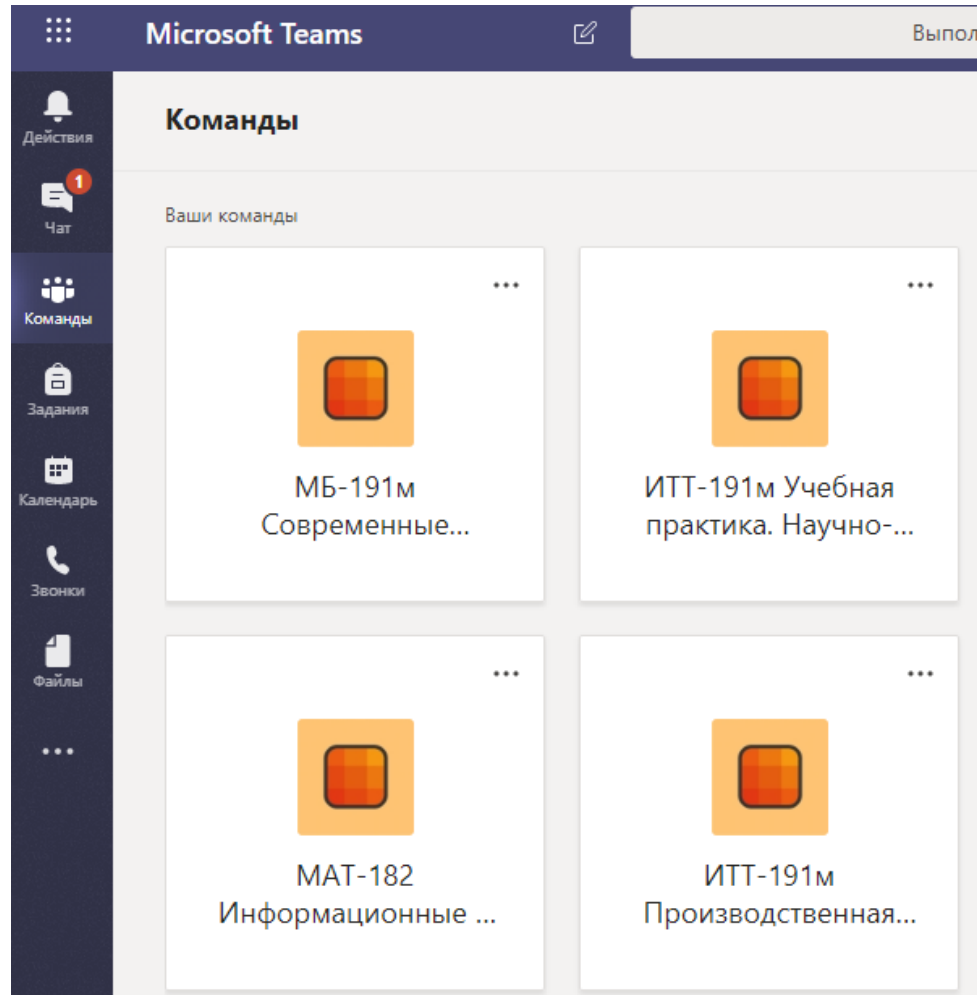 Microsoft Teams
Выпол
Действия
1
Чат
Команды
Задания
Календарь
Звонки
Файлы
Команды
Ваши команды
МБ-191м
Современные...
ИТТ-191м Учебная
практика. Научно-...
МАТ-182
Информационные ...
ИТТ-191м
Производственная...